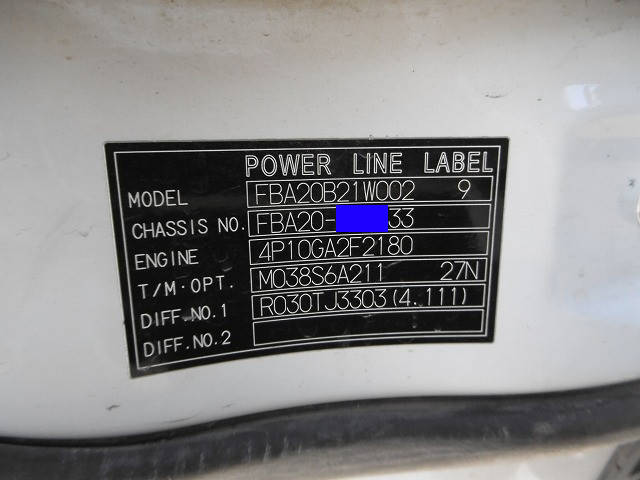 POWER LINE LABEL
MODEL FBA20B21W002 9
CHASSIS NO. FBA20- 33
ENGINE 4P10GA2F2180
T/M·OPT. M038S6A211 27N
DIFF.NO.1 R030TJ3303(4.111)
DIFF.NO.2